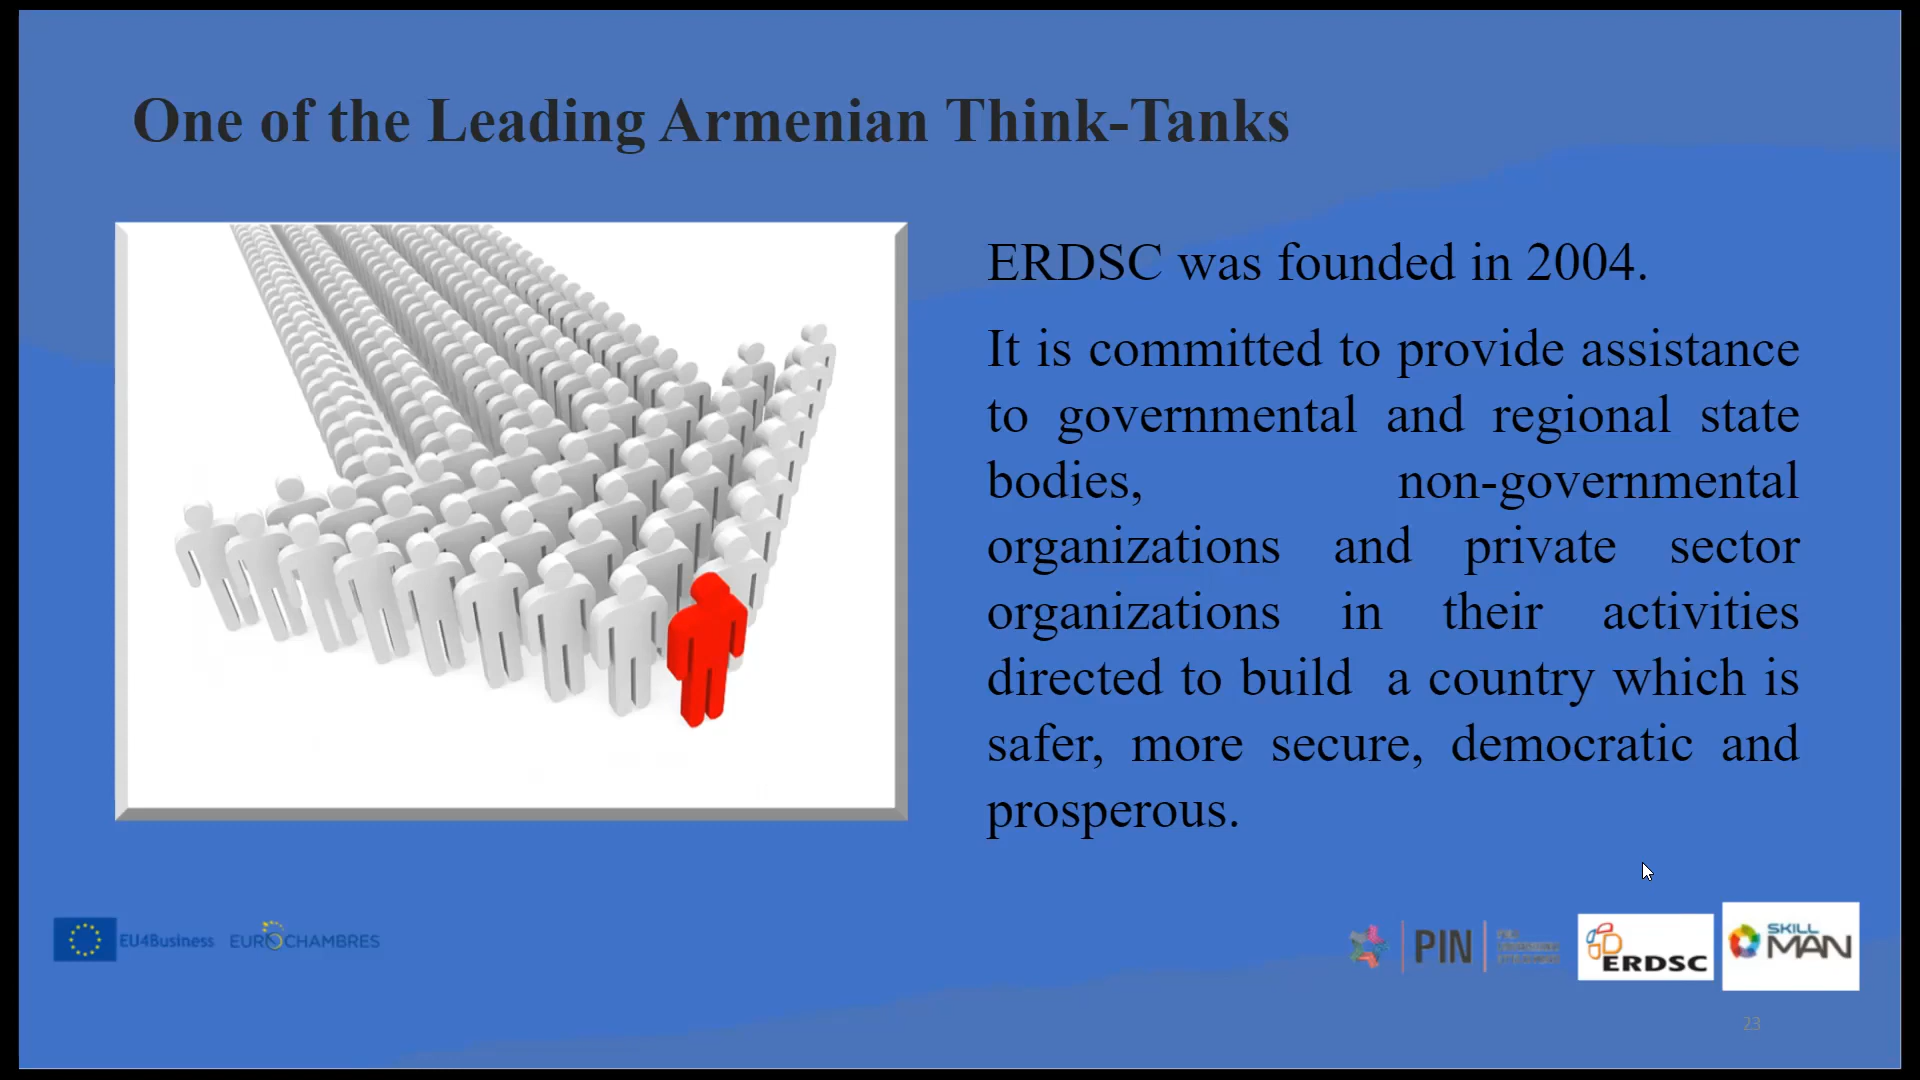 One of the Leading Armenian Think-Tanks
ERDSC was founded in 2004.
It is committed to provide assistance
to governmental and regional state
bodies, non-governmental
organizations and private sector
organizations in their activities
directed to build a country which is
safer, more secure, democratic and
prosperous.
EU4Business
EUROCHAMBRES
PIN
ERDSC
SKILL
MAN
23